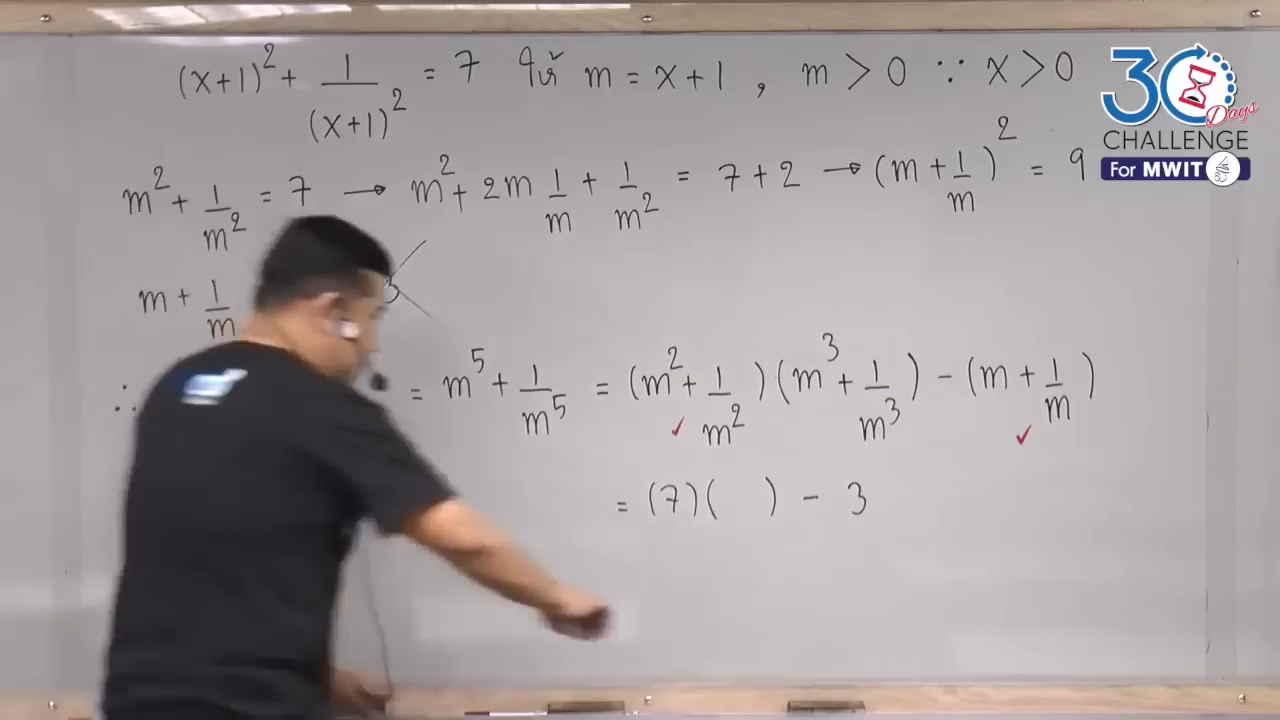 (x+1)² + 1/(x+1)² = 7 ให้ m = x+1 , m > 0 ∵ x > 0
m² + 1/m² = 7 → m² + 2m 1/m + 1/m² = 7 + 2 → (m + 1/m)² = 9
m + 1/m 3
∴ = m⁵ + 1/m⁵ = (m² + 1/m²)(m³ + 1/m³) - (m + 1/m)
✓ ✓
= (7)( ) - 3
30 Days
CHALLENGE
For MWIT